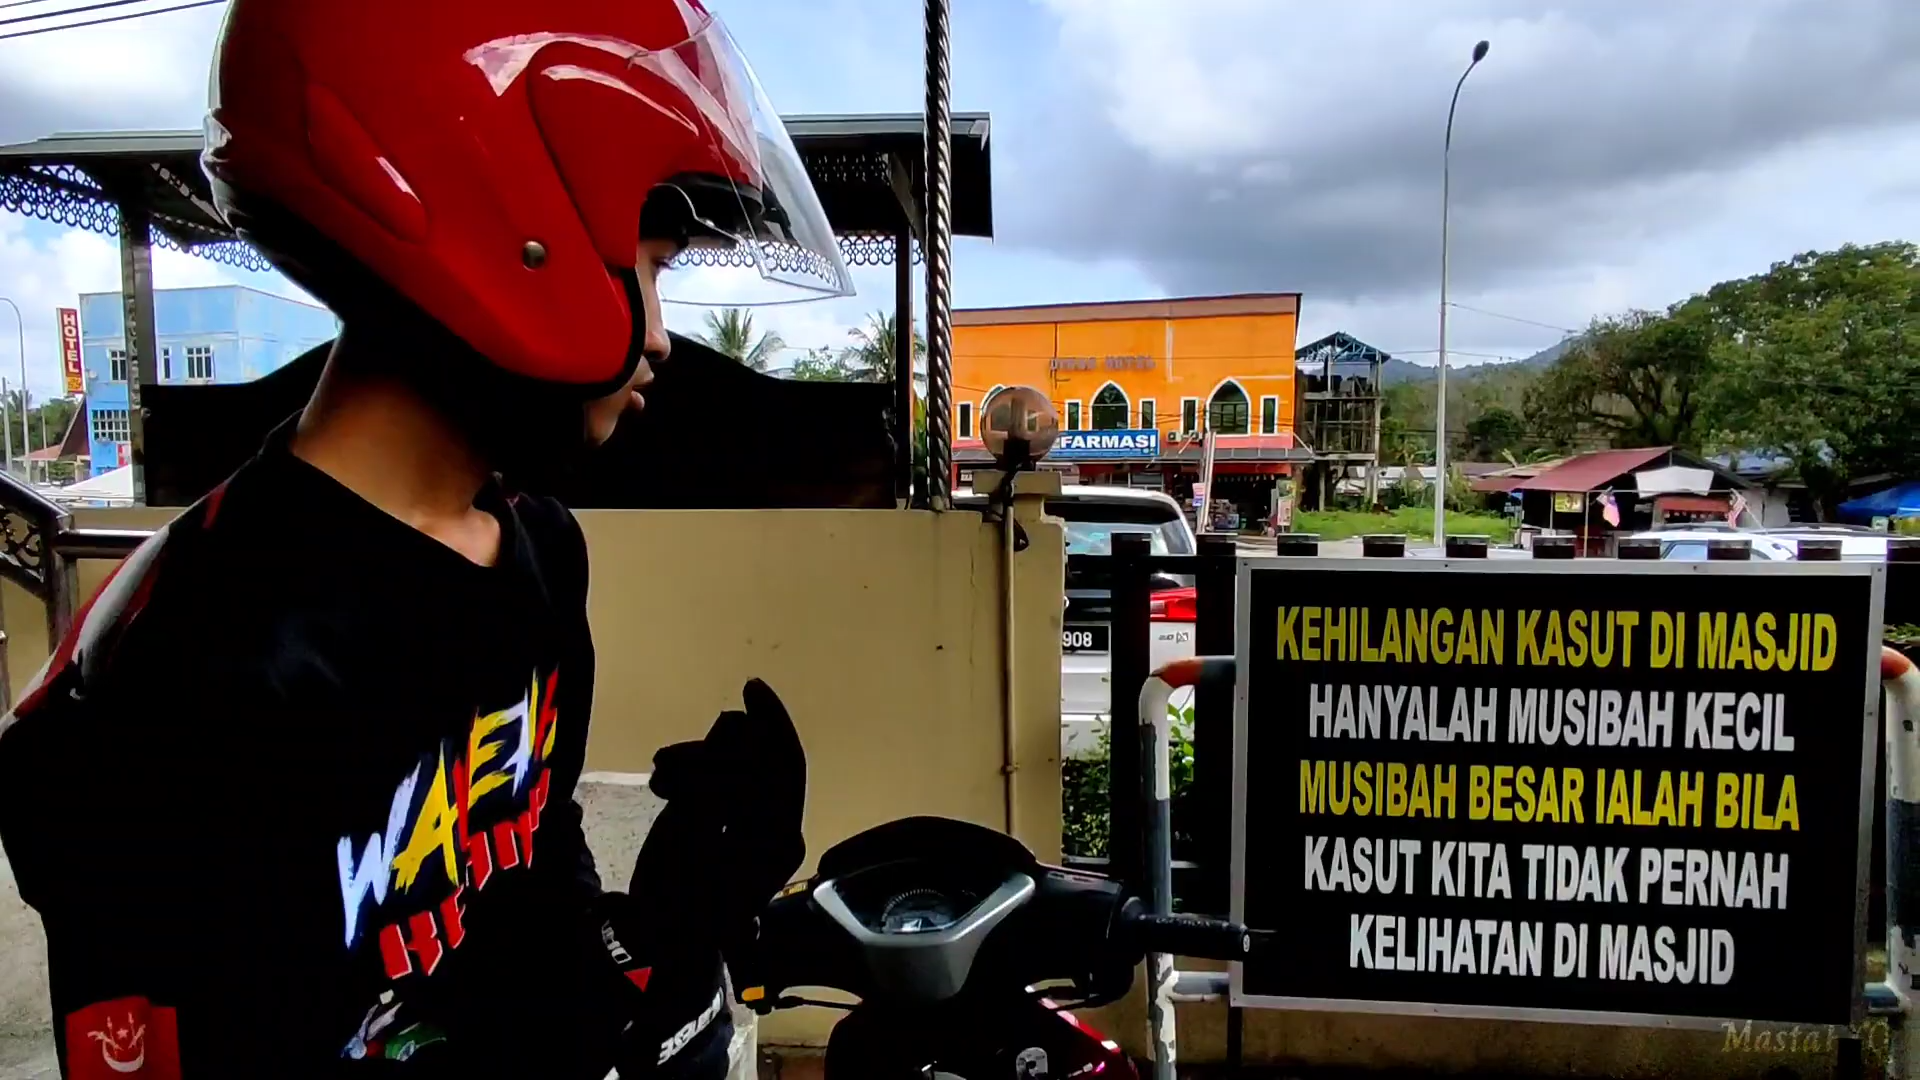 HOTEL
HOTEL
FARMASI
908
KEHILANGAN KASUT DI MASJID
HANYALAH MUSIBAH KECIL
MUSIBAH BESAR IALAH BILA
KASUT KITA TIDAK PERNAH
KELIHATAN DI MASJID